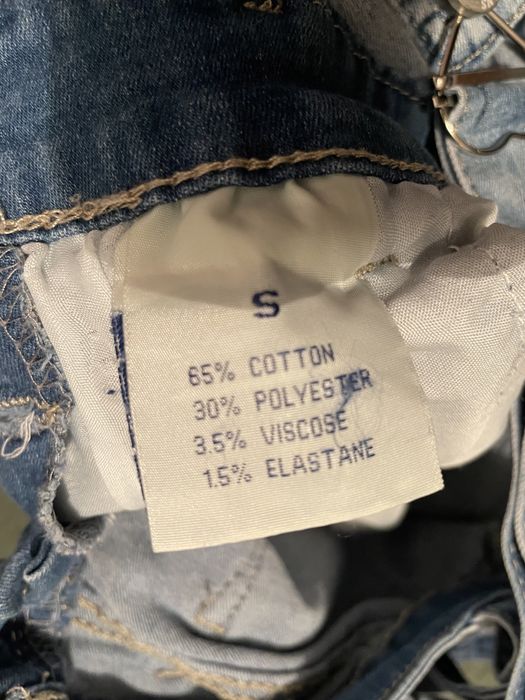 S
65% COTTON
30% POLYESTER
3.5% VISCOSE
1.5% ELASTANE